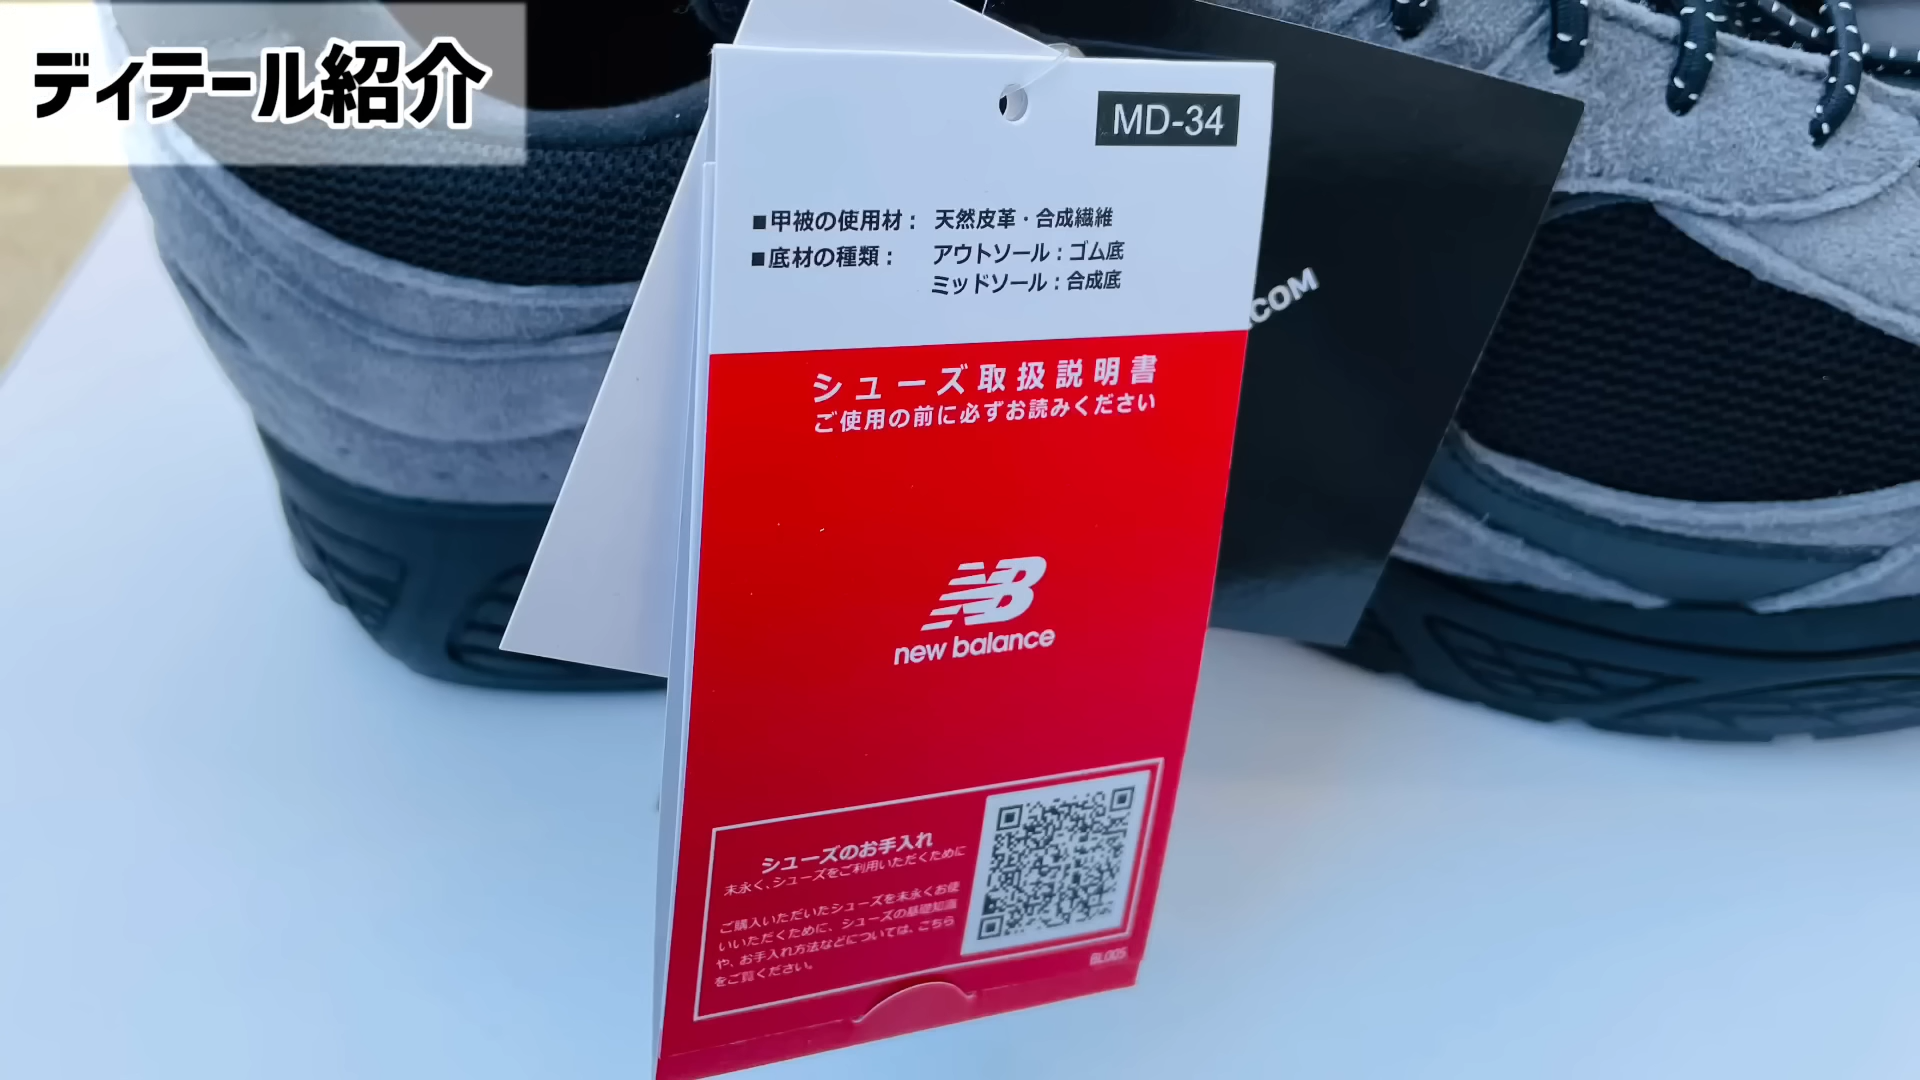 ディテール紹介
MD-34
■甲被の使用材： 天然皮革・合成繊維
■底材の種類： アウトソール：ゴム底
ミッドソール：合成底
.COM
シューズ取扱説明書
ご使用の前に必ずお読みください
NB
new balance
シューズのお手入れ
末永く、シューズをご利用いただくために
ご購入いただいたシューズを末永くお使
いいただくために、シューズの基礎知識
や、お手入れ方法などについては、こちら
をご覧ください。
BL005